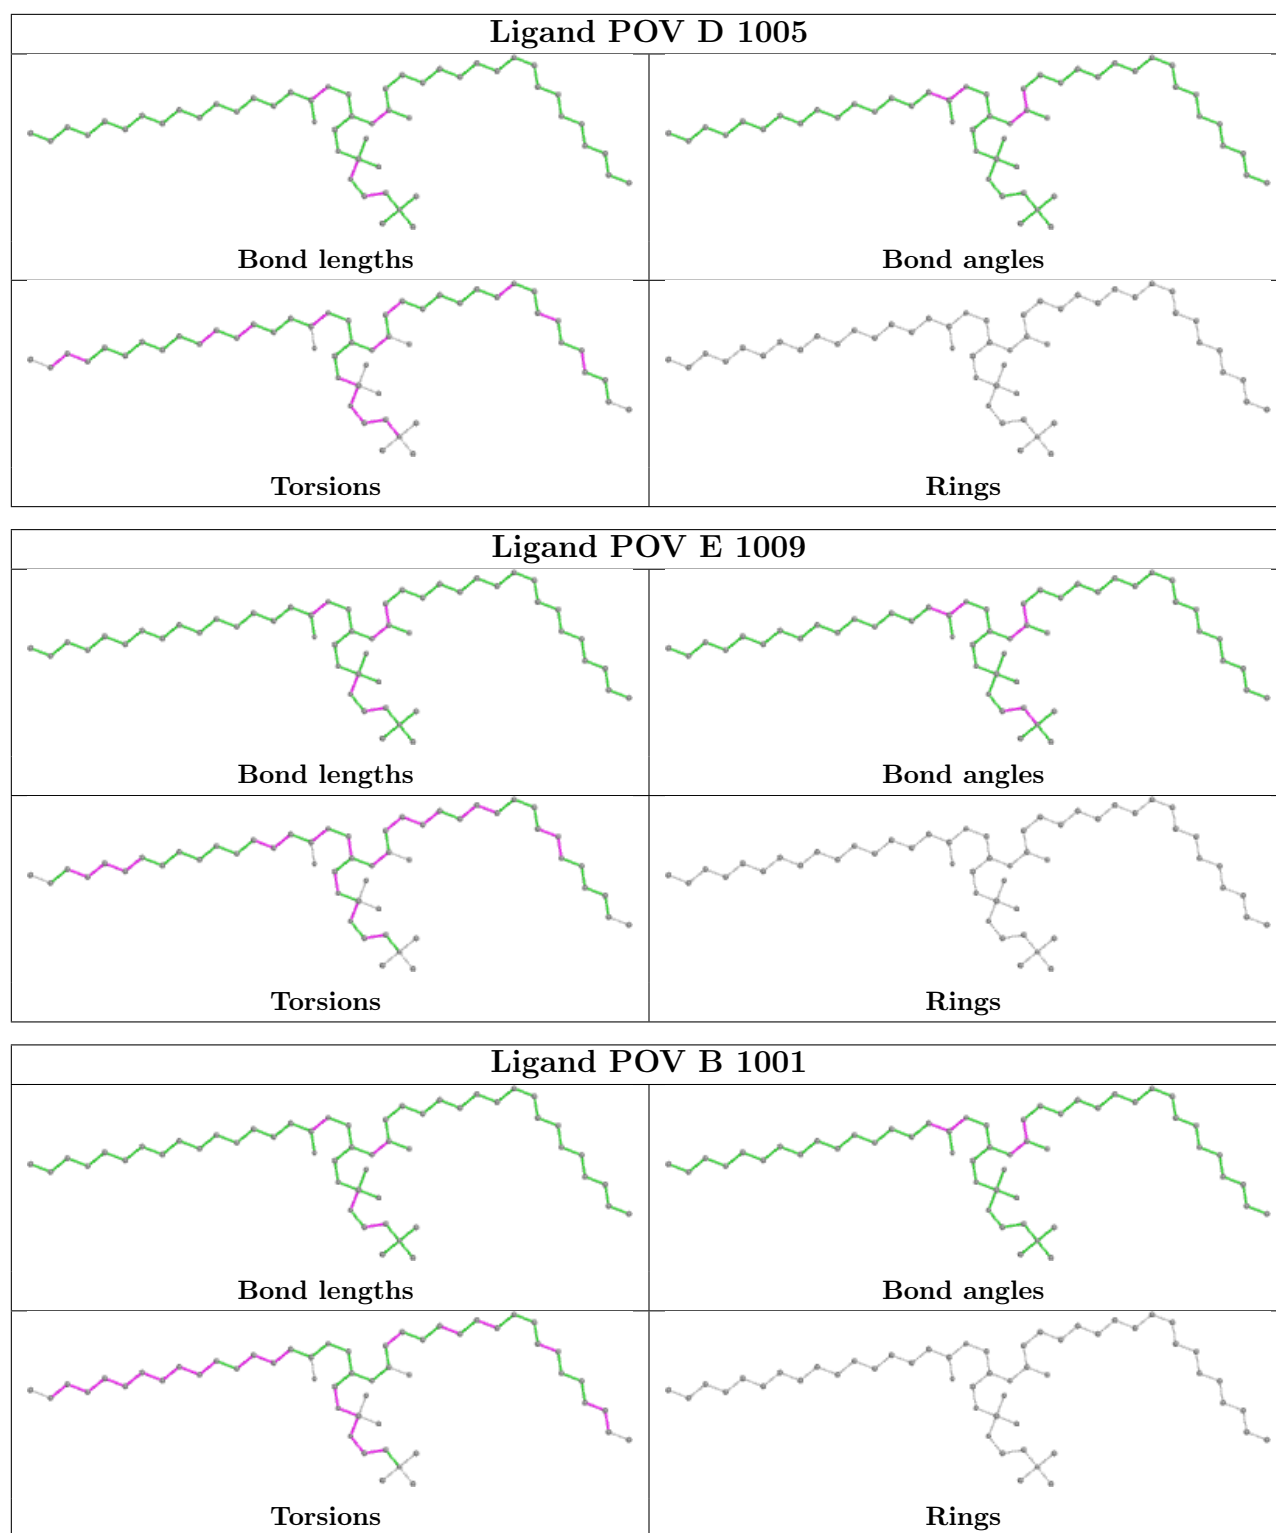 Ligand POV D 1005
Bond lengths
Bond angles
Torsions
Rings
Ligand POV E 1009
Bond lengths
Bond angles
Torsions
Rings
Ligand POV B 1001
Bond lengths
Bond angles
Torsions
Rings